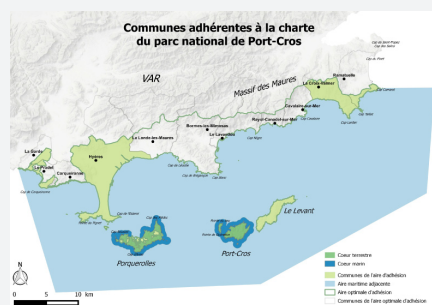 Communes adhérentes à la charte
du parc national de Port-Cros
VAR
Massif des Maures
La Croix-Valmer
Ramatuelle
Cavalaire-sur-Mer
Rayol-Canadel-sur-Mer
Bormes-les-Mimosas
Le Lavandou
La Londe-les-Maures
Hyères
La Garde
Le Pradet
Carqueiranne
Le Levant
Port-Cros
Porquerolles
Coeur terrestre
Coeur marin
Communes de l'aire d'adhésion
Aire maritime adjacente
Aire optimale d'adhésion
Communes de l'aire optimale d'adhésion
N
0 5 10 km